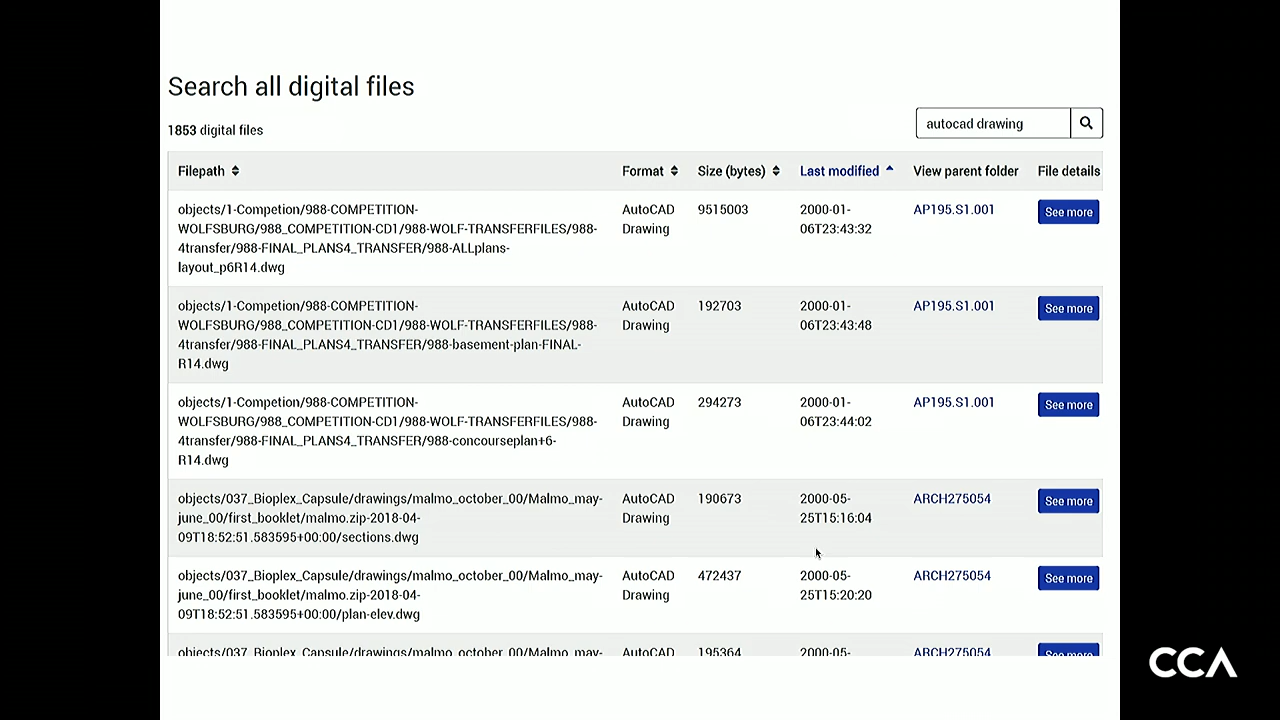 Search all digital files
1853 digital files
autocad drawing
Filepath Format Size (bytes) Last modified View parent folder File details
objects/1-Competion/988-COMPETITION- AutoCAD 9515003 2000-01- AP195.S1.001 See more
WOLFSBURG/988_COMPETITION-CD1/988-WOLF-TRANSFERFILES/988- Drawing 06T23:43:32
4transfer/988-FINAL_PLANS4_TRANSFER/988-ALLplans-
layout_p6R14.dwg
objects/1-Competion/988-COMPETITION- AutoCAD 192703 2000-01- AP195.S1.001 See more
WOLFSBURG/988_COMPETITION-CD1/988-WOLF-TRANSFERFILES/988- Drawing 06T23:43:48
4transfer/988-FINAL_PLANS4_TRANSFER/988-basement-plan-FINAL-
R14.dwg
objects/1-Competion/988-COMPETITION- AutoCAD 294273 2000-01- AP195.S1.001 See more
WOLFSBURG/988_COMPETITION-CD1/988-WOLF-TRANSFERFILES/988- Drawing 06T23:44:02
4transfer/988-FINAL_PLANS4_TRANSFER/988-concourseplan+6-
R14.dwg
objects/037_Bioplex_Capsule/drawings/malmo_october_00/Malmo_may- AutoCAD 190673 2000-05- ARCH275054 See more
june_00/first_booklet/malmo.zip-2018-04- Drawing 25T15:16:04
09T18:52:51.583595+00:00/sections.dwg
objects/037_Bioplex_Capsule/drawings/malmo_october_00/Malmo_may- AutoCAD 472437 2000-05- ARCH275054 See more
june_00/first_booklet/malmo.zip-2018-04- Drawing 25T15:20:20
09T18:52:51.583595+00:00/plan-elev.dwg
objects/037_Bioplex_Capsule/drawings/malmo_october_00/Malmo_may- AutoCAD 195364 2000-05- ARCH275054 See more
CCA